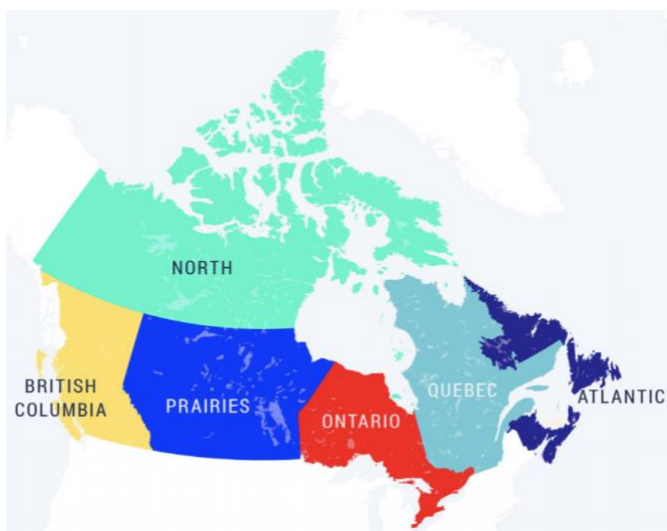 NORTH
BRITISH
COLUMBIA
PRAIRIES
ONTARIO
QUEBEC
ATLANTIC